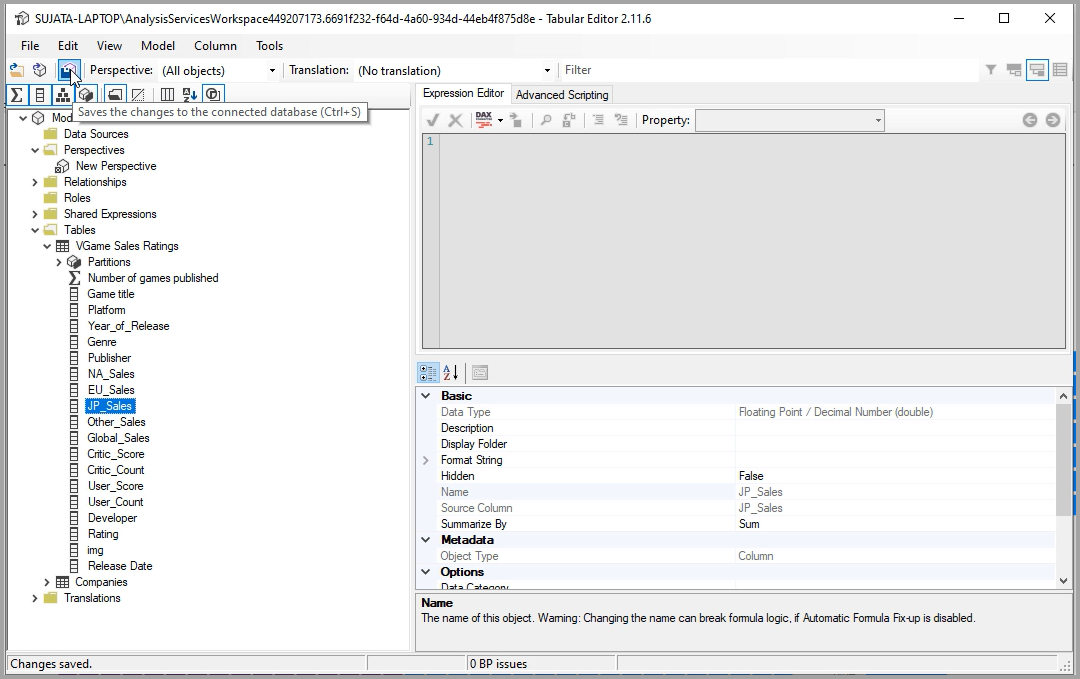 SUJATA-LAPTOP\AnalysisServicesWorkspace449207173.6691f232-f64d-4a60-934d-44eb4f875d8e - Tabular Editor 2.11.6
File Edit View Model Column Tools
Perspective: (All objects) Translation: (No translation) Filter
Saves the changes to the connected database (Ctrl+S)
Data Sources
Perspectives
New Perspective
Relationships
Roles
Shared Expressions
Tables
VGame Sales Ratings
Partitions
Number of games published
Game title
Platform
Year_of_Release
Genre
Publisher
NA_Sales
EU_Sales
JP_Sales
Other_Sales
Global_Sales
Critic_Score
Critic_Count
User_Score
User_Count
Developer
Rating
img
Release Date
Companies
Translations
Expression Editor Advanced Scripting
DAX Property:
1
Basic
Data Type Floating Point / Decimal Number (double)
Description
Display Folder
Format String
Hidden False
Name JP_Sales
Source Column JP_Sales
Summarize By Sum
Metadata
Object Type Column
Options
Data Category
Name
The name of this object. Warning: Changing the name can break formula logic, if Automatic Formula Fix-up is disabled.
Changes saved. 0 BP issues